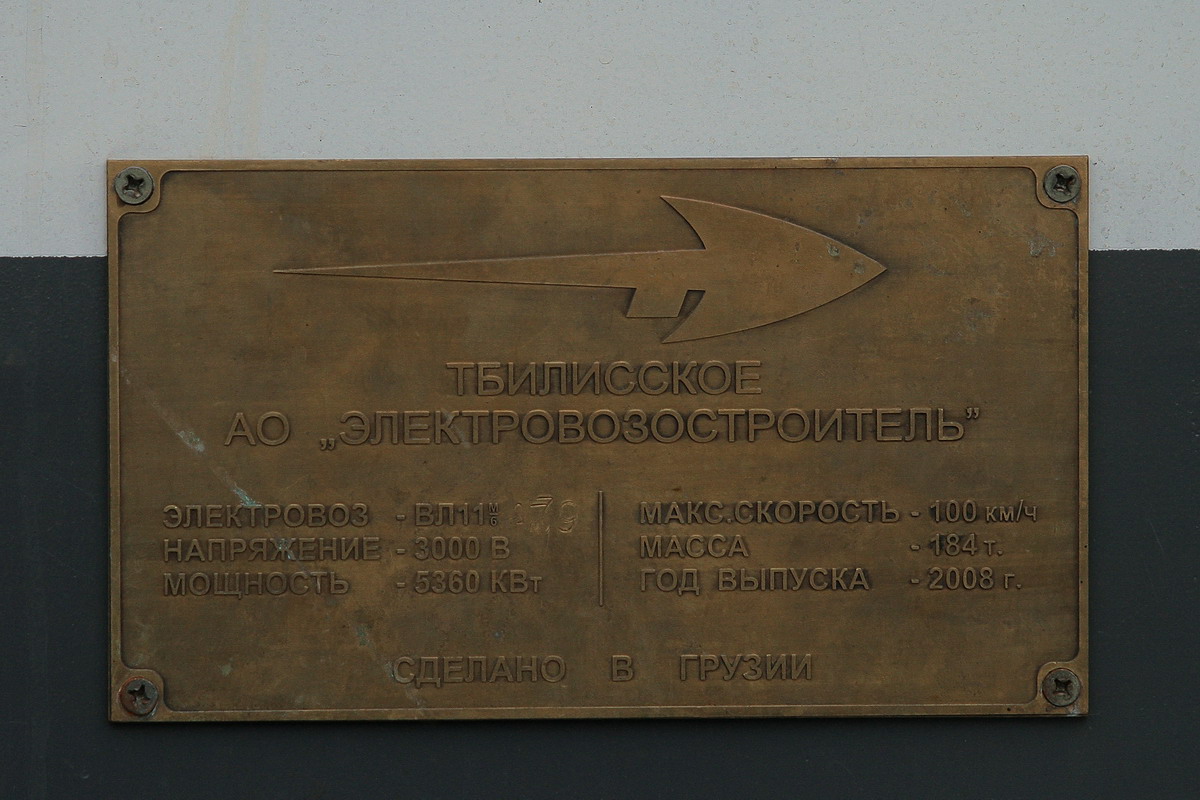 ТБИЛИССКОЕ
АО „ЭЛЕКТРОВОЗОСТРОИТЕЛЬ”
ЭЛЕКТРОВОЗ - ВЛ11М/6
НАПРЯЖЕНИЕ - 3000 В
МОЩНОСТЬ - 5360 КВт
МАКС.СКОРОСТЬ - 100 км/ч
МАССА - 184 т.
ГОД ВЫПУСКА - 2008 г.
СДЕЛАНО В ГРУЗИИ